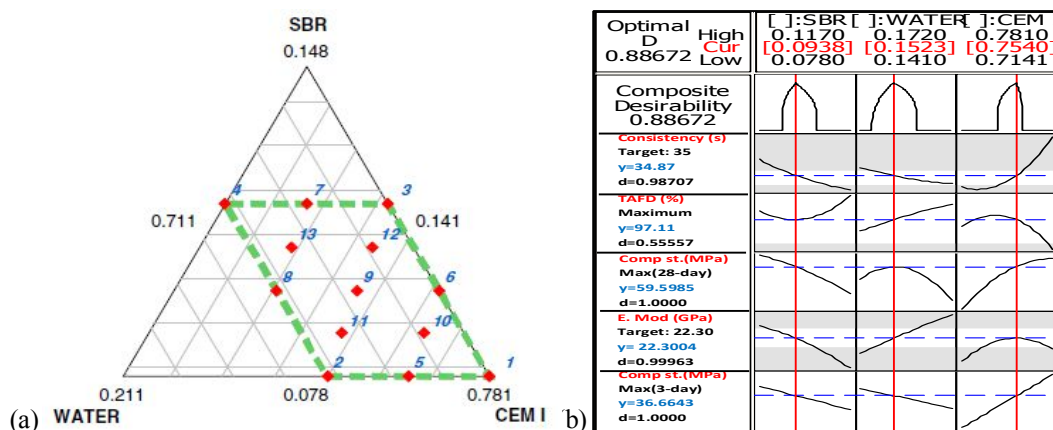 SBR
0.148
4
7
3
0.711
0.141
13
12
8
9
6
11
10
2
5
1
0.211
0.078
0.781
(a) WATER
CEM I
b)
Optimal
D
0.88672
High
Cur
Low
[ ]:SBR
0.1170
[0.0938]
0.0780
[ ]:WATER
0.1720
[0.1523]
0.1410
[ ]:CEM
0.7810
[0.7540]
0.7141
Composite
Desirability
0.88672
Consistency (s)
Target: 35
y=34.87
d=0.98707
TAFD (%)
Maximum
y=97.11
d=0.55557
Comp st.(MPa)
Max(28-day)
y=59.5985
d=1.0000
E. Mod (GPa)
Target: 22.30
y= 22.3004
d=0.99963
Comp st.(MPa)
Max(3-day)
y=36.6643
d=1.0000